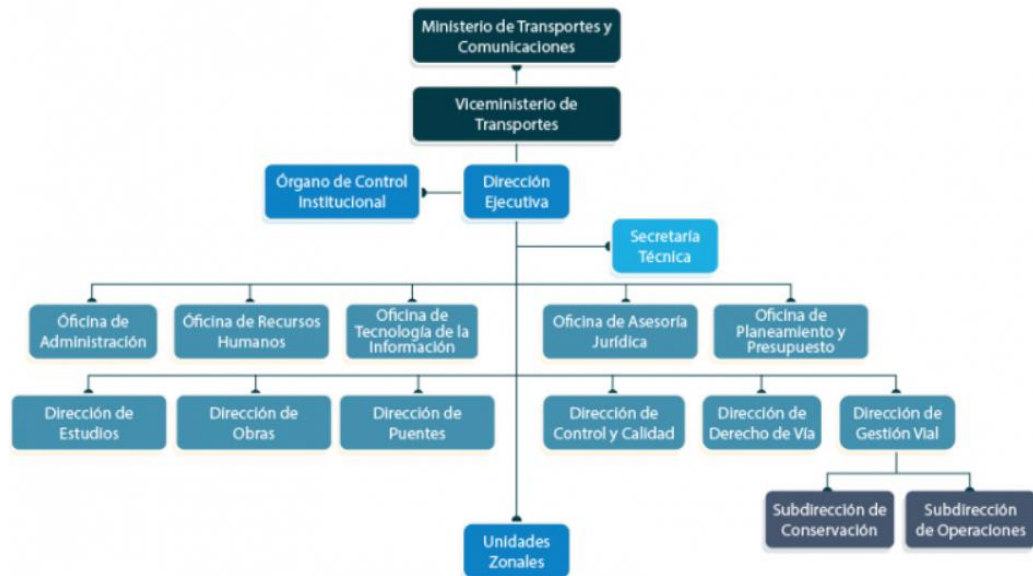 Ministerio de Transportes y
Comunicaciones
Viceministerio de
Transportes
Órgano de Control
Institucional
Dirección
Ejecutiva
Secretaría
Técnica
Óficina de
Administración
Óficina de Recursos
Humanos
Oficina de
Tecnología de la
Información
Oficina de Asesoría
Jurídica
Oficina de
Planeamiento y
Presupuesto
Dirección de
Estudios
Dirección de
Obras
Dirección de
Puentes
Dirección de
Control y Calidad
Dirección de
Derecho de Vía
Dirección de
Gestión Vial
Subdirección de
Conservación
Subdirección
de Operaciones
Unidades
Zonales